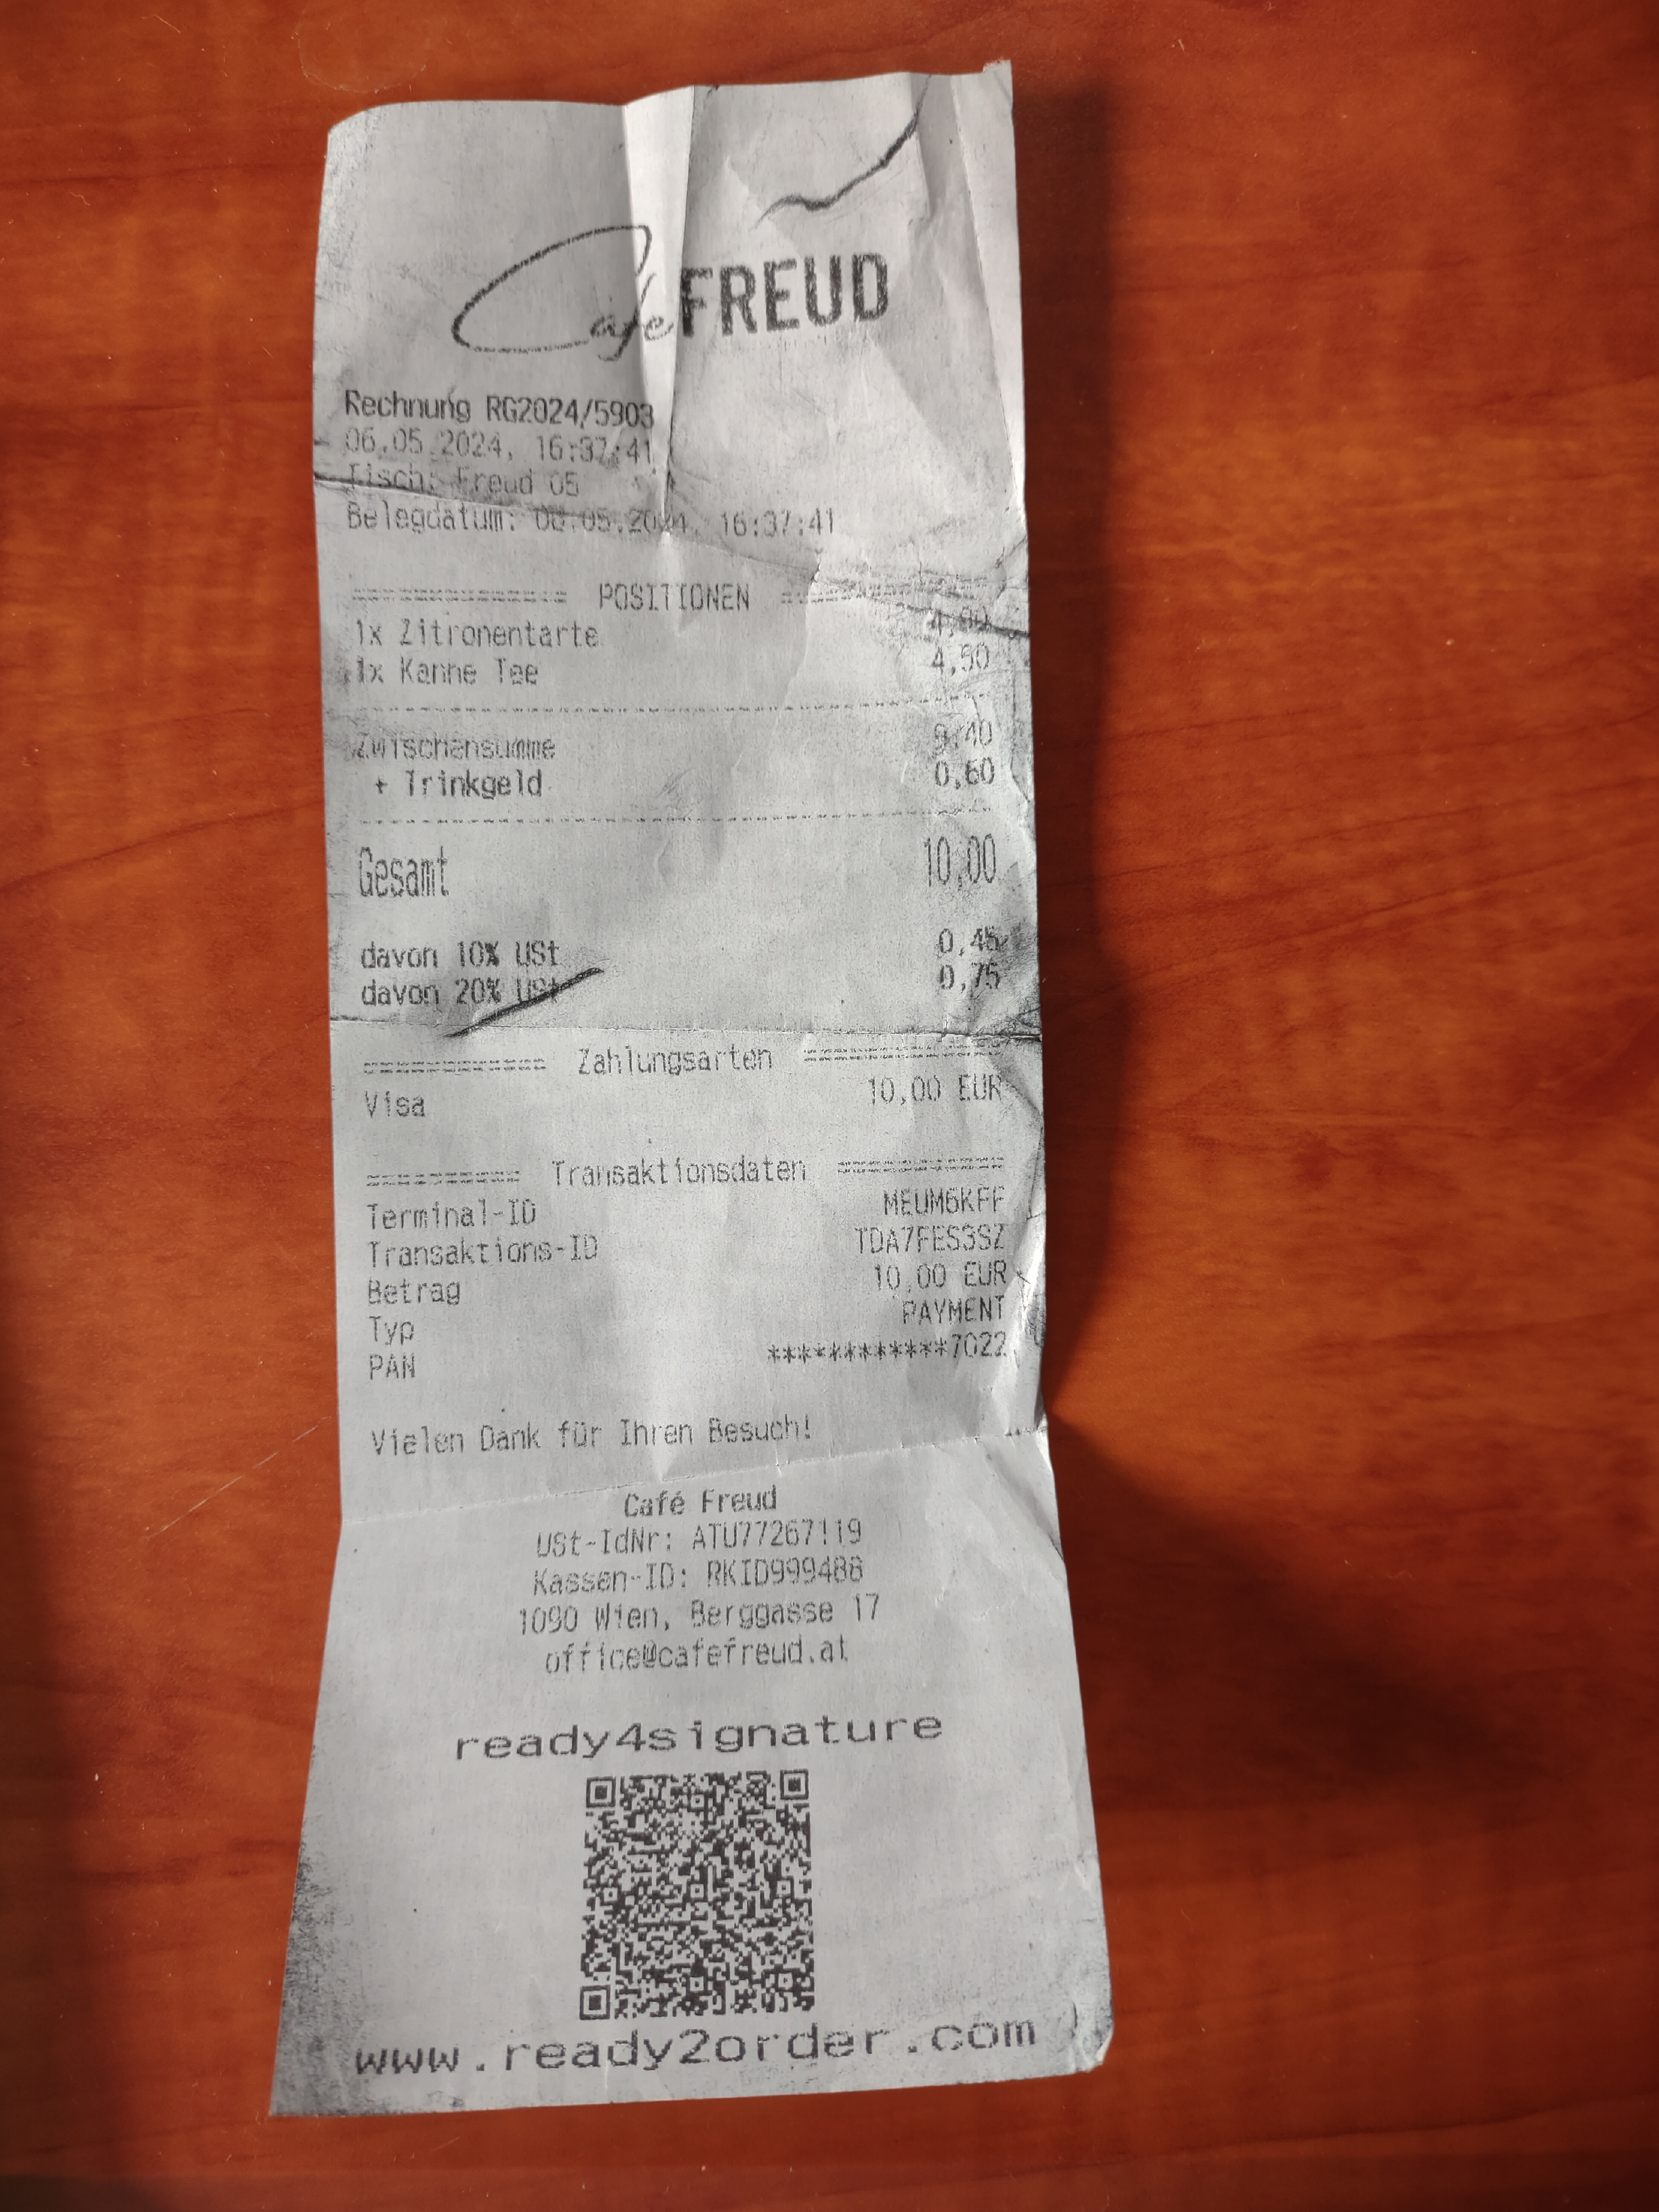 Café FREUD
Rechnung RG2024/5903
06.05.2024, 16:37:41
Tisch: Freud 05
Belegdatum: 06.05.2024, 16:37:41
============== POSITIONEN ==============
1x Zitronentarte 4,90
1x Kanne Tee 4,50
Zwischensumme 9,40
+ Trinkgeld 0,60
Gesamt 10,00
davon 10% USt 0,45
davon 20% USt 0,75
============ Zahlungsarten =============
Visa 10,00 EUR
========== Transaktionsdaten ===========
Terminal-ID MEUM6KFF
Transaktions-ID TDA7FES3SZ
Betrag 10,00 EUR
Typ PAYMENT
PAN ************7022
Vielen Dank für Ihren Besuch!
Café Freud
USt-IdNr: ATU77267119
Kassen-ID: RKID999488
1090 Wien, Berggasse 17
office@cafefreud.at
ready4signature
www.ready2order.com